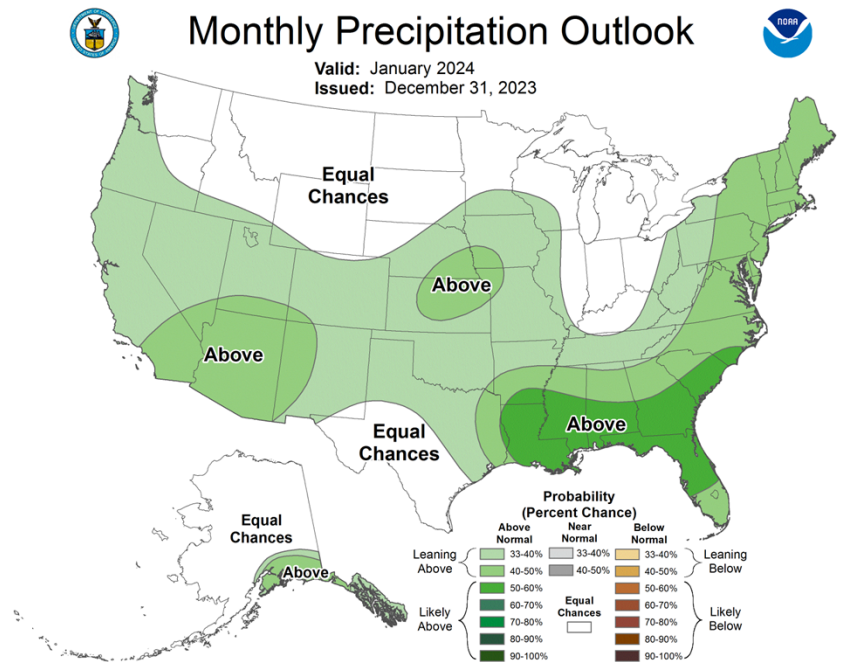 Monthly Precipitation Outlook
NOAA
Valid: January 2024
Issued: December 31, 2023
Equal
Chances
Above
Above
Equal
Chances
Above
Equal
Chances
Above
Probability
(Percent Chance)
Above
Normal
Near
Normal
Below
Normal
Leaning
Above
33-40%
33-40%
33-40%
Leaning
Below
40-50%
40-50%
40-50%
Likely
Above
50-60%
50-60%
Likely
Below
60-70%
60-70%
Equal
Chances
70-80%
70-80%
80-90%
80-90%
90-100%
90-100%